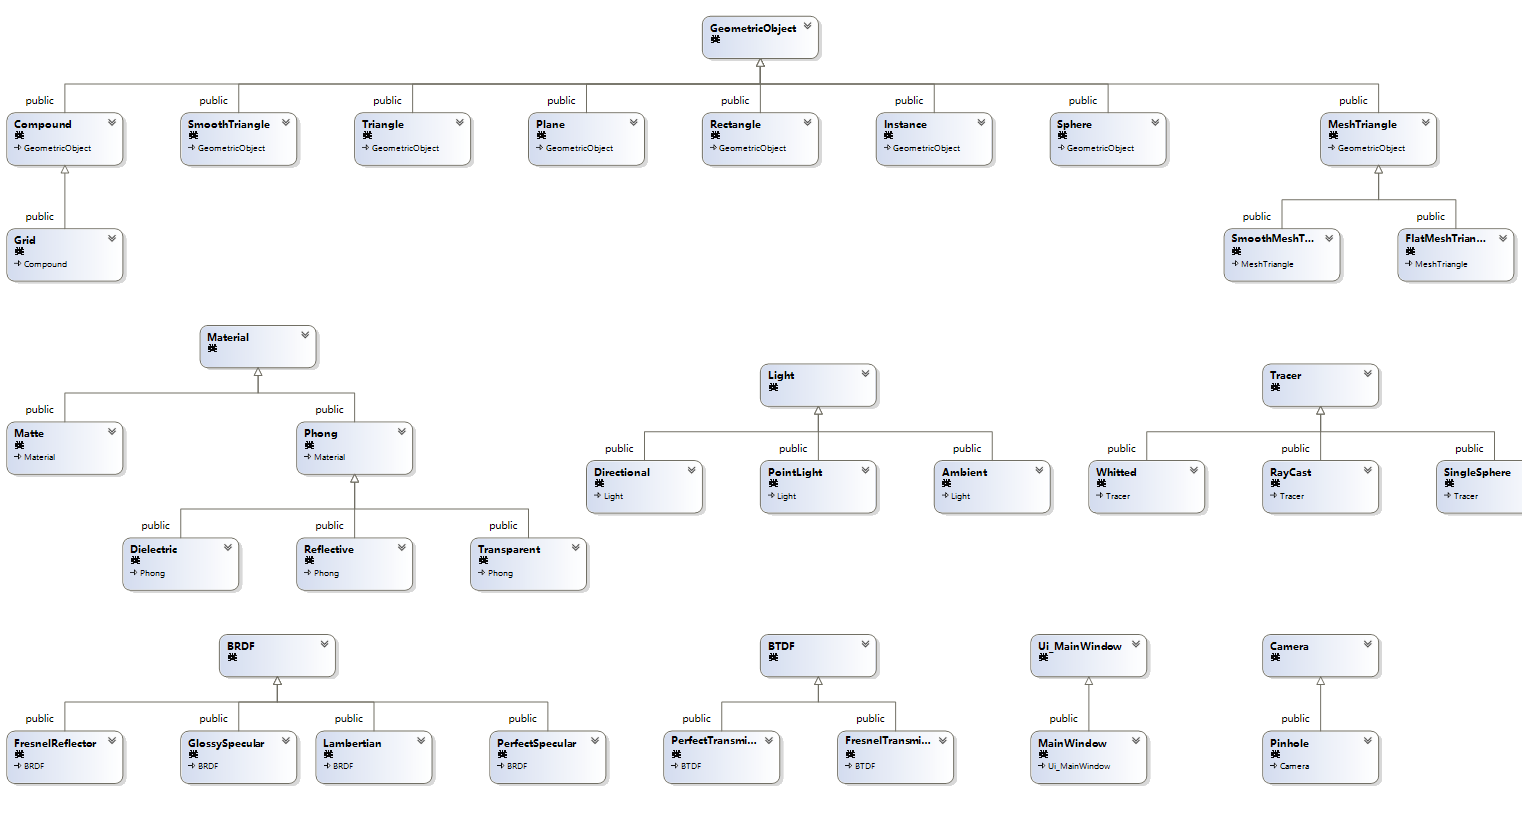 GeometricObject
public public public public public public public public
Compound SmoothTriangle Triangle Plane Rectangle Instance Sphere MeshTriangle
GeometricObject GeometricObject GeometricObject GeometricObject GeometricObject GeometricObject GeometricObject GeometricObject
public public public
Grid SmoothMeshT... FlatMeshTrian...
Compound MeshTriangle MeshTriangle
Material
Light Tracer
public public
Matte Phong
Material Material
public public public public public public
Directional PointLight Ambient Whitted RayCast SingleSphere
Light Light Light Tracer Tracer Tracer
public public public
Dielectric Reflective Transparent
Phong Phong Phong
BRDF BTDF Ui_MainWindow Camera
public public public public public public public public
FresnelReflector GlossySpecular Lambertian PerfectSpecular PerfectTransmi... FresnelTransmi... MainWindow Pinhole
BRDF BRDF BRDF BRDF BTDF BTDF Ui_MainWindow Camera